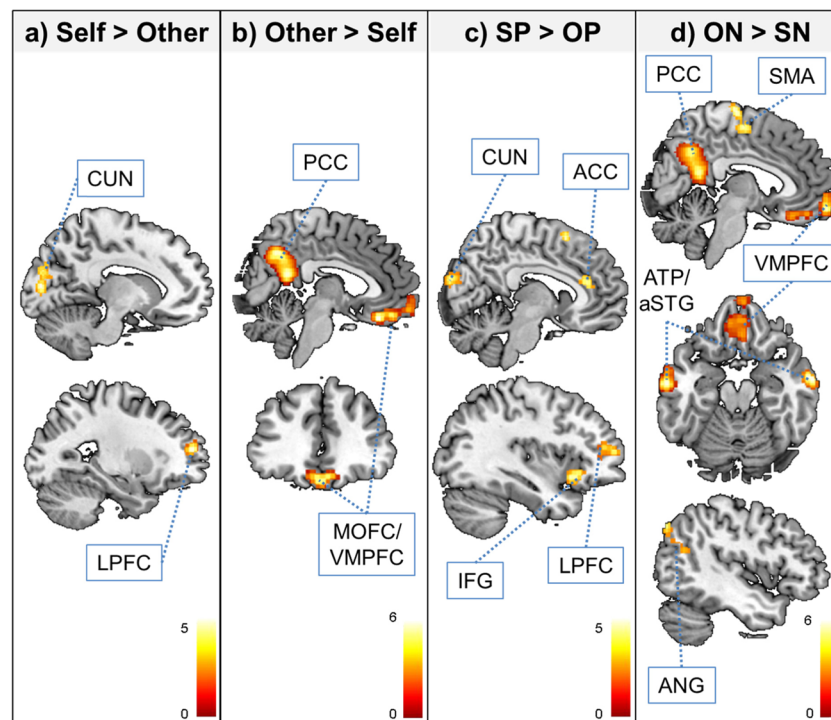 a) Self > Other
b) Other > Self
c) SP > OP
d) ON > SN
CUN
LPFC
5
0
PCC
MOFC/
VMPFC
6
0
CUN
ACC
IFG
LPFC
5
0
PCC
SMA
VMPFC
ATP/
aSTG
ANG
6
0